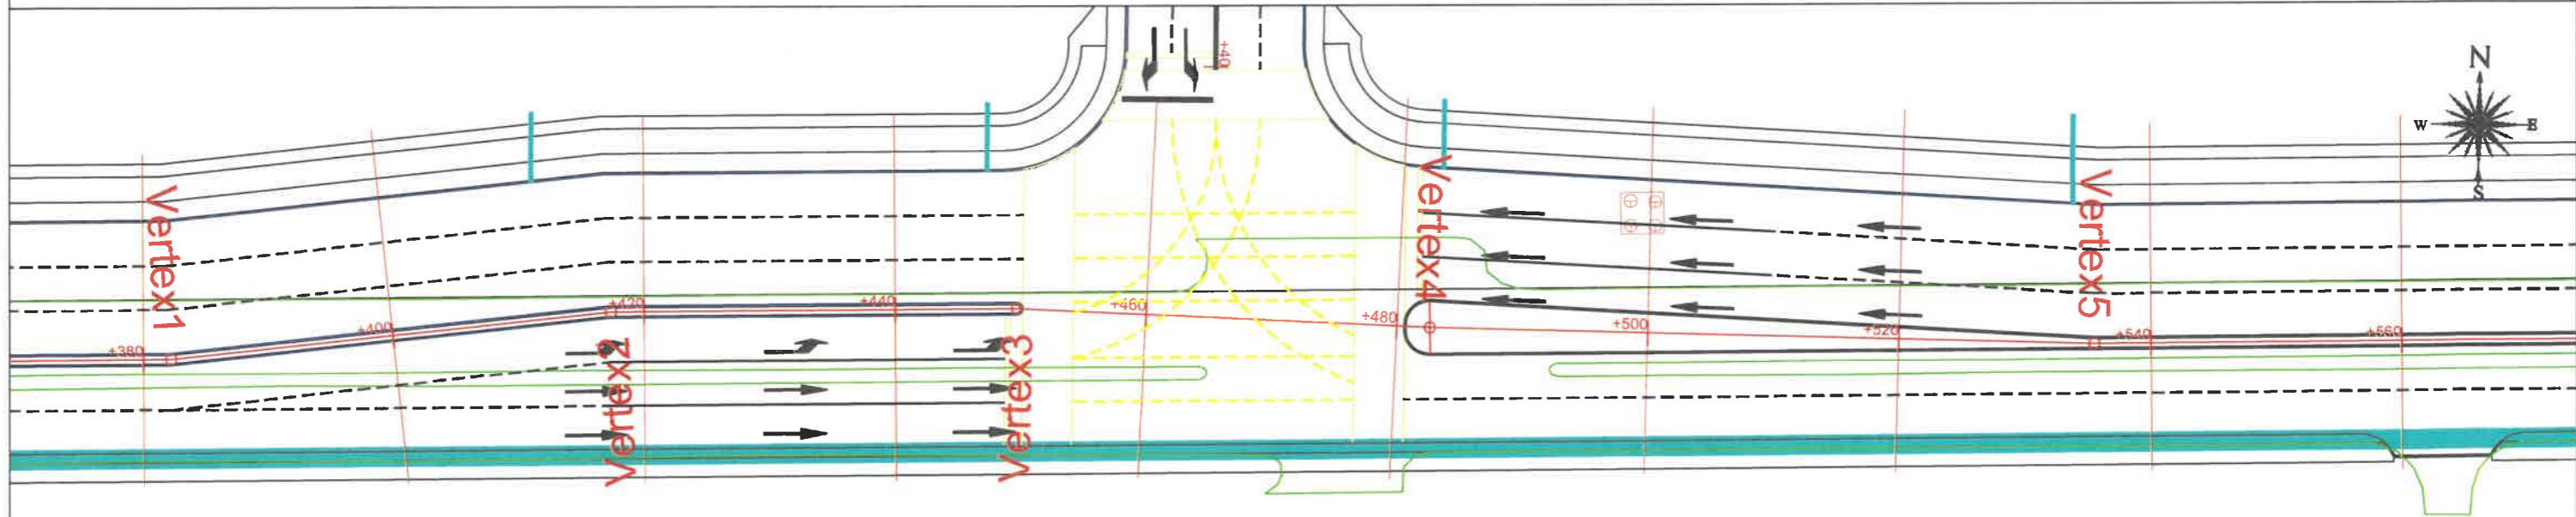 +40
N
W
E
S
Vertex1
Vertex4
Vertex5
+380
+400
+420
+440
+460
+480
+500
+520
+540
+560
Vertex2
Vertex3